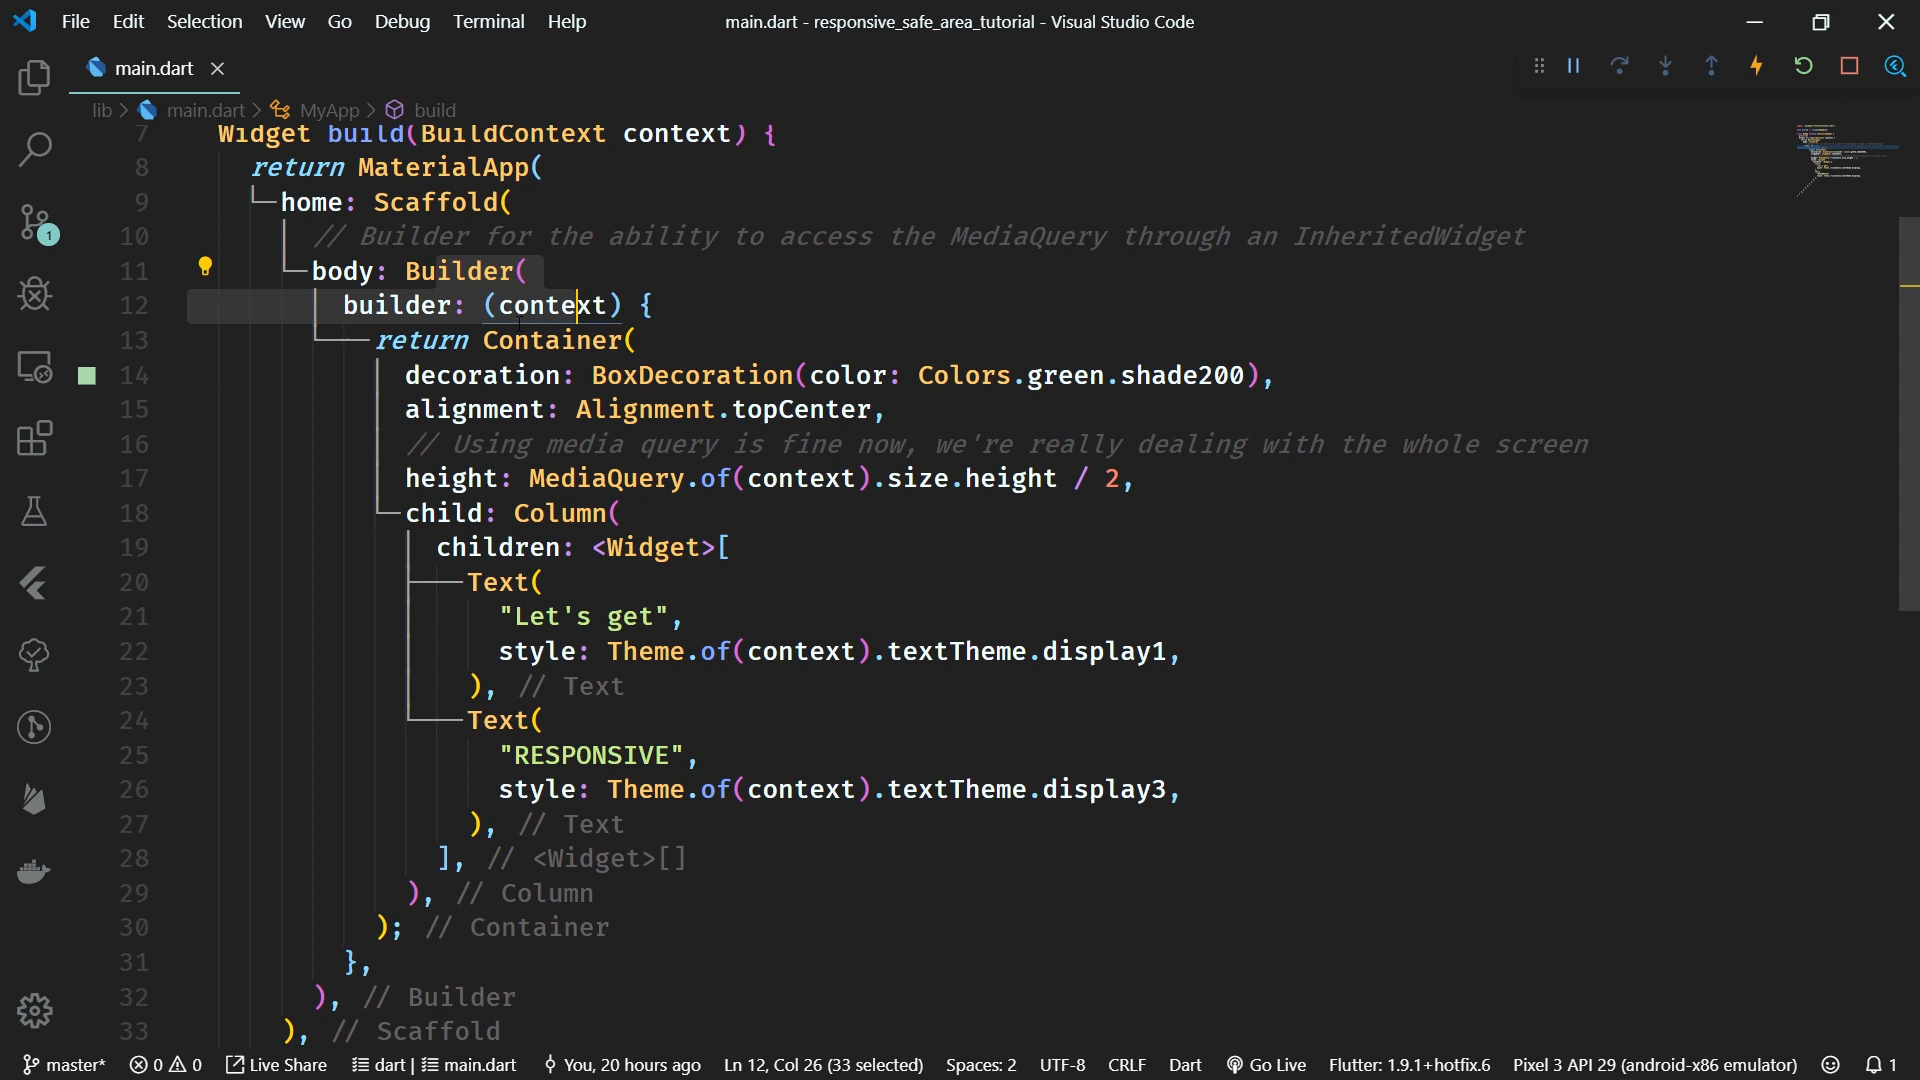 File Edit Selection View Go Debug Terminal Help main.dart - responsive_safe_area_tutorial - Visual Studio Code
main.dart
lib > main.dart > MyApp > build
7 Widget build(BuildContext context) {
8 return MaterialApp(
9 home: Scaffold(
10 // Builder for the ability to access the MediaQuery through an InheritedWidget
11 body: Builder(
12 builder: (context) {
13 return Container(
14 decoration: BoxDecoration(color: Colors.green.shade200),
15 alignment: Alignment.topCenter,
16 // Using media query is fine now, we're really dealing with the whole screen
17 height: MediaQuery.of(context).size.height / 2,
18 child: Column(
19 children: <Widget>[
20 Text(
21 "Let's get",
22 style: Theme.of(context).textTheme.display1,
23 ), // Text
24 Text(
25 "RESPONSIVE",
26 style: Theme.of(context).textTheme.display3,
27 ), // Text
28 ], // <Widget>[]
29 ), // Column
30 ); // Container
31 },
32 ), // Builder
33 ), // Scaffold
1
master* 0 0 Live Share dart | main.dart You, 20 hours ago Ln 12, Col 26 (33 selected) Spaces: 2 UTF-8 CRLF Dart Go Live Flutter: 1.9.1+hotfix.6 Pixel 3 API 29 (android-x86 emulator) 1